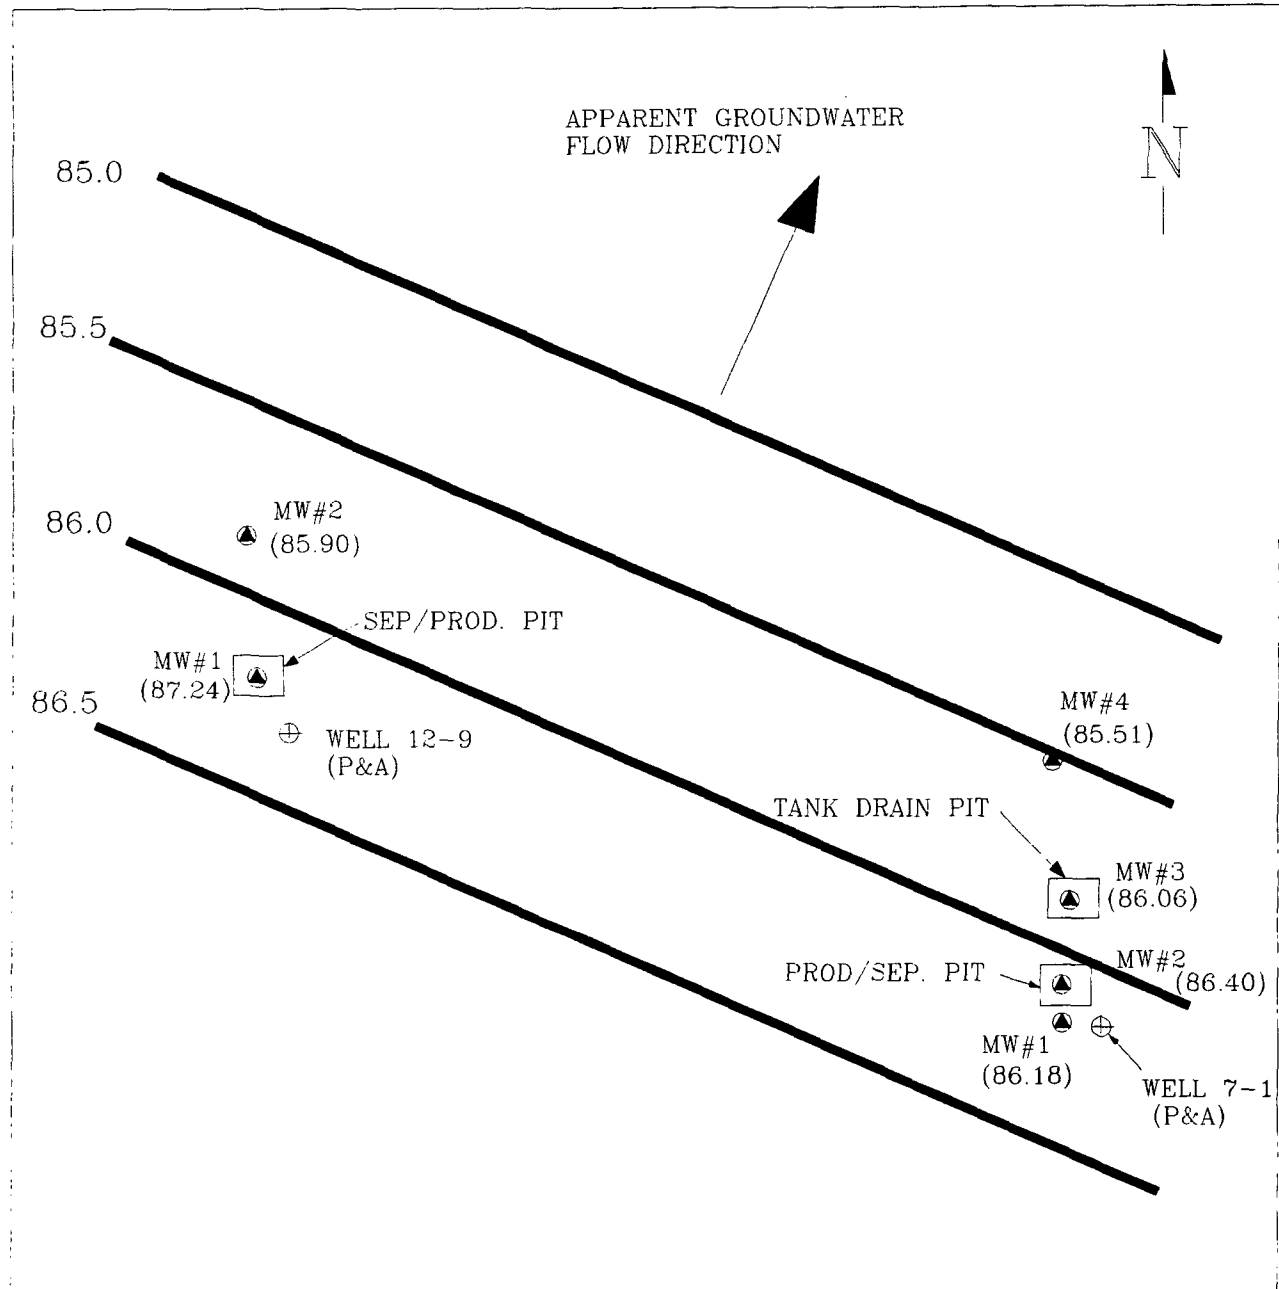 APPARENT GROUNDWATER
FLOW DIRECTION
N
85.0
85.5
86.0
MW#2
(85.90)
SEP/PROD. PIT
MW#1
(87.24)
86.5
WELL 12-9
(P&A)
MW#4
(85.51)
TANK DRAIN PIT
MW#3
(86.06)
MW#2
(86.40)
PROD/SEP. PIT
MW#1
(86.18)
WELL 7-1
(P&A)